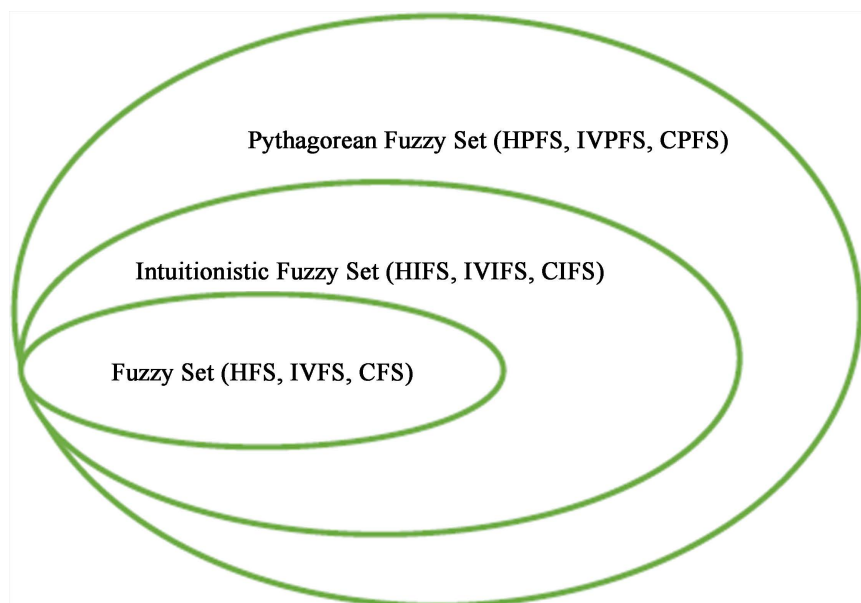 Pythagorean Fuzzy Set (HPFS, IVPFS, CPFS)
Intuitionistic Fuzzy Set (HIFS, IVIFS, CIFS)
Fuzzy Set (HFS, IVFS, CFS)